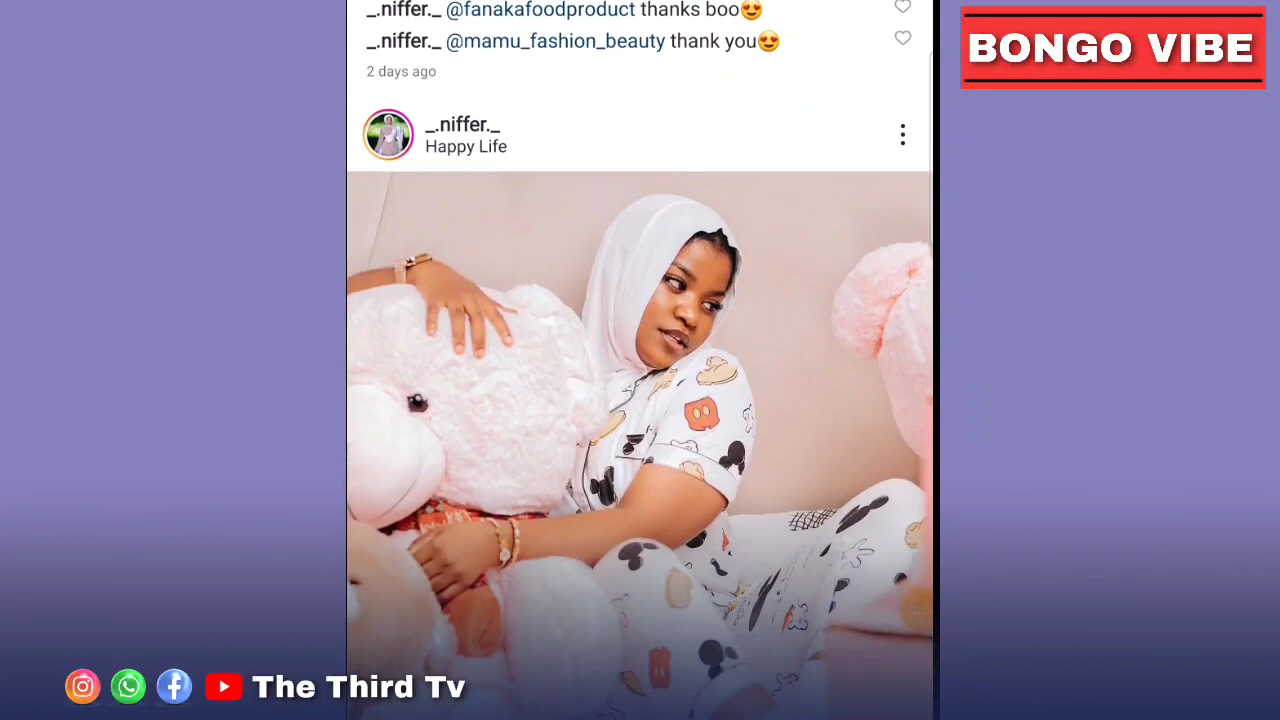 _.niffer._ @fanakafoodproduct thanks boo😍
_.niffer._ @mamu_fashion_beauty thank you😍
2 days ago
_.niffer._
Happy Life
BONGO VIBE
The Third Tv